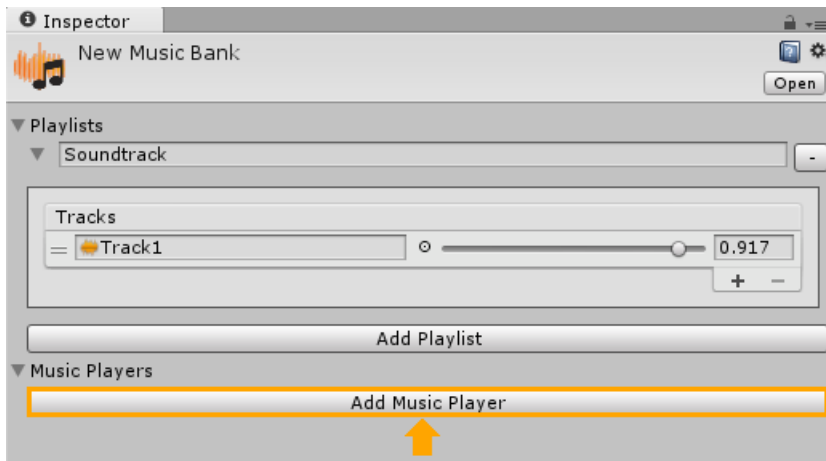 Inspector
New Music Bank
Open
Playlists
Soundtrack
-
Tracks
Track1 0.917
+ -
Add Playlist
Music Players
Add Music Player